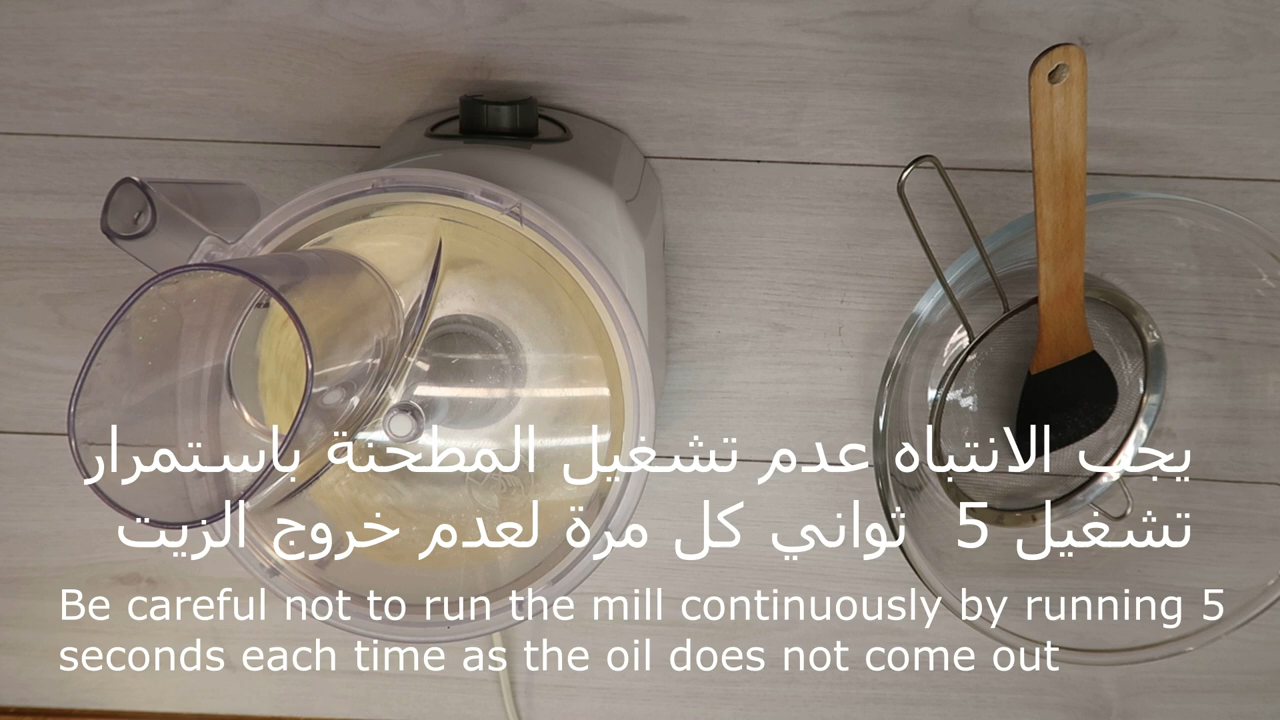 يجب الانتباه عدم تشغيل المطحنة باستمرار
تشغيل 5 ثواني كل مرة لعدم خروج الزيت
Be careful not to run the mill continuously by running 5
seconds each time as the oil does not come out